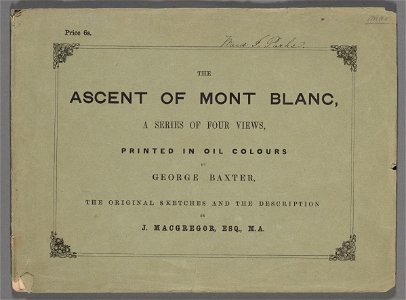 Price 6s.
THE
ASCENT OF MONT BLANC,
A SERIES OF FOUR VIEWS,
PRINTED IN OIL COLOURS
BY
GEORGE BAXTER,
THE ORIGINAL SKETCHES AND THE DESCRIPTION
BY
J. MACGREGOR, ESQ., M.A.